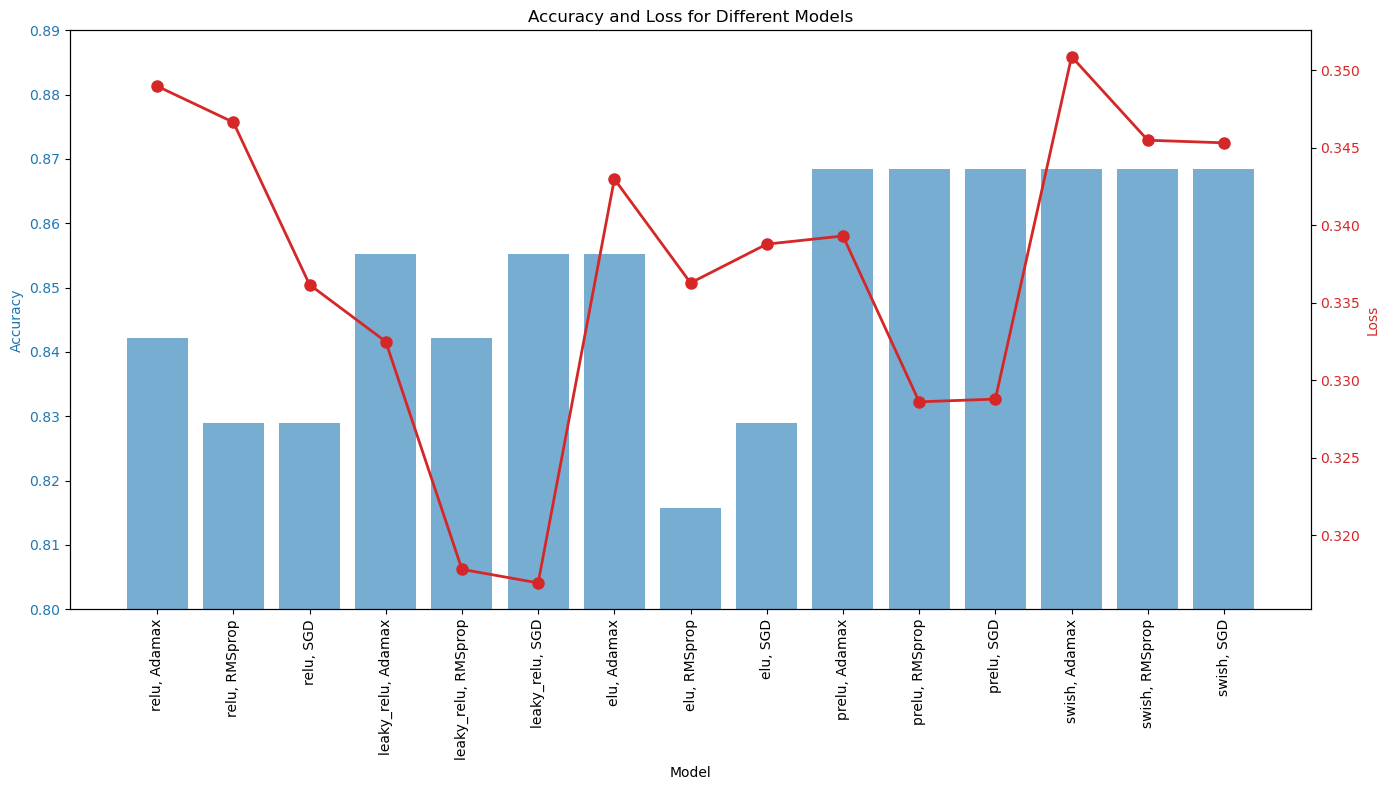 Accuracy and Loss for Different Models
Accuracy
0.89
0.88
0.87
0.86
0.85
0.84
0.83
0.82
0.81
0.80
0.350
0.345
0.340
0.335
0.330
0.325
0.320
Loss
relu, Adamax
relu, RMSprop
relu, SGD
leaky_relu, Adamax
leaky_relu, RMSprop
leaky_relu, SGD
elu, Adamax
elu, RMSprop
elu, SGD
prelu, Adamax
prelu, RMSprop
prelu, SGD
swish, Adamax
swish, RMSprop
swish, SGD
Model